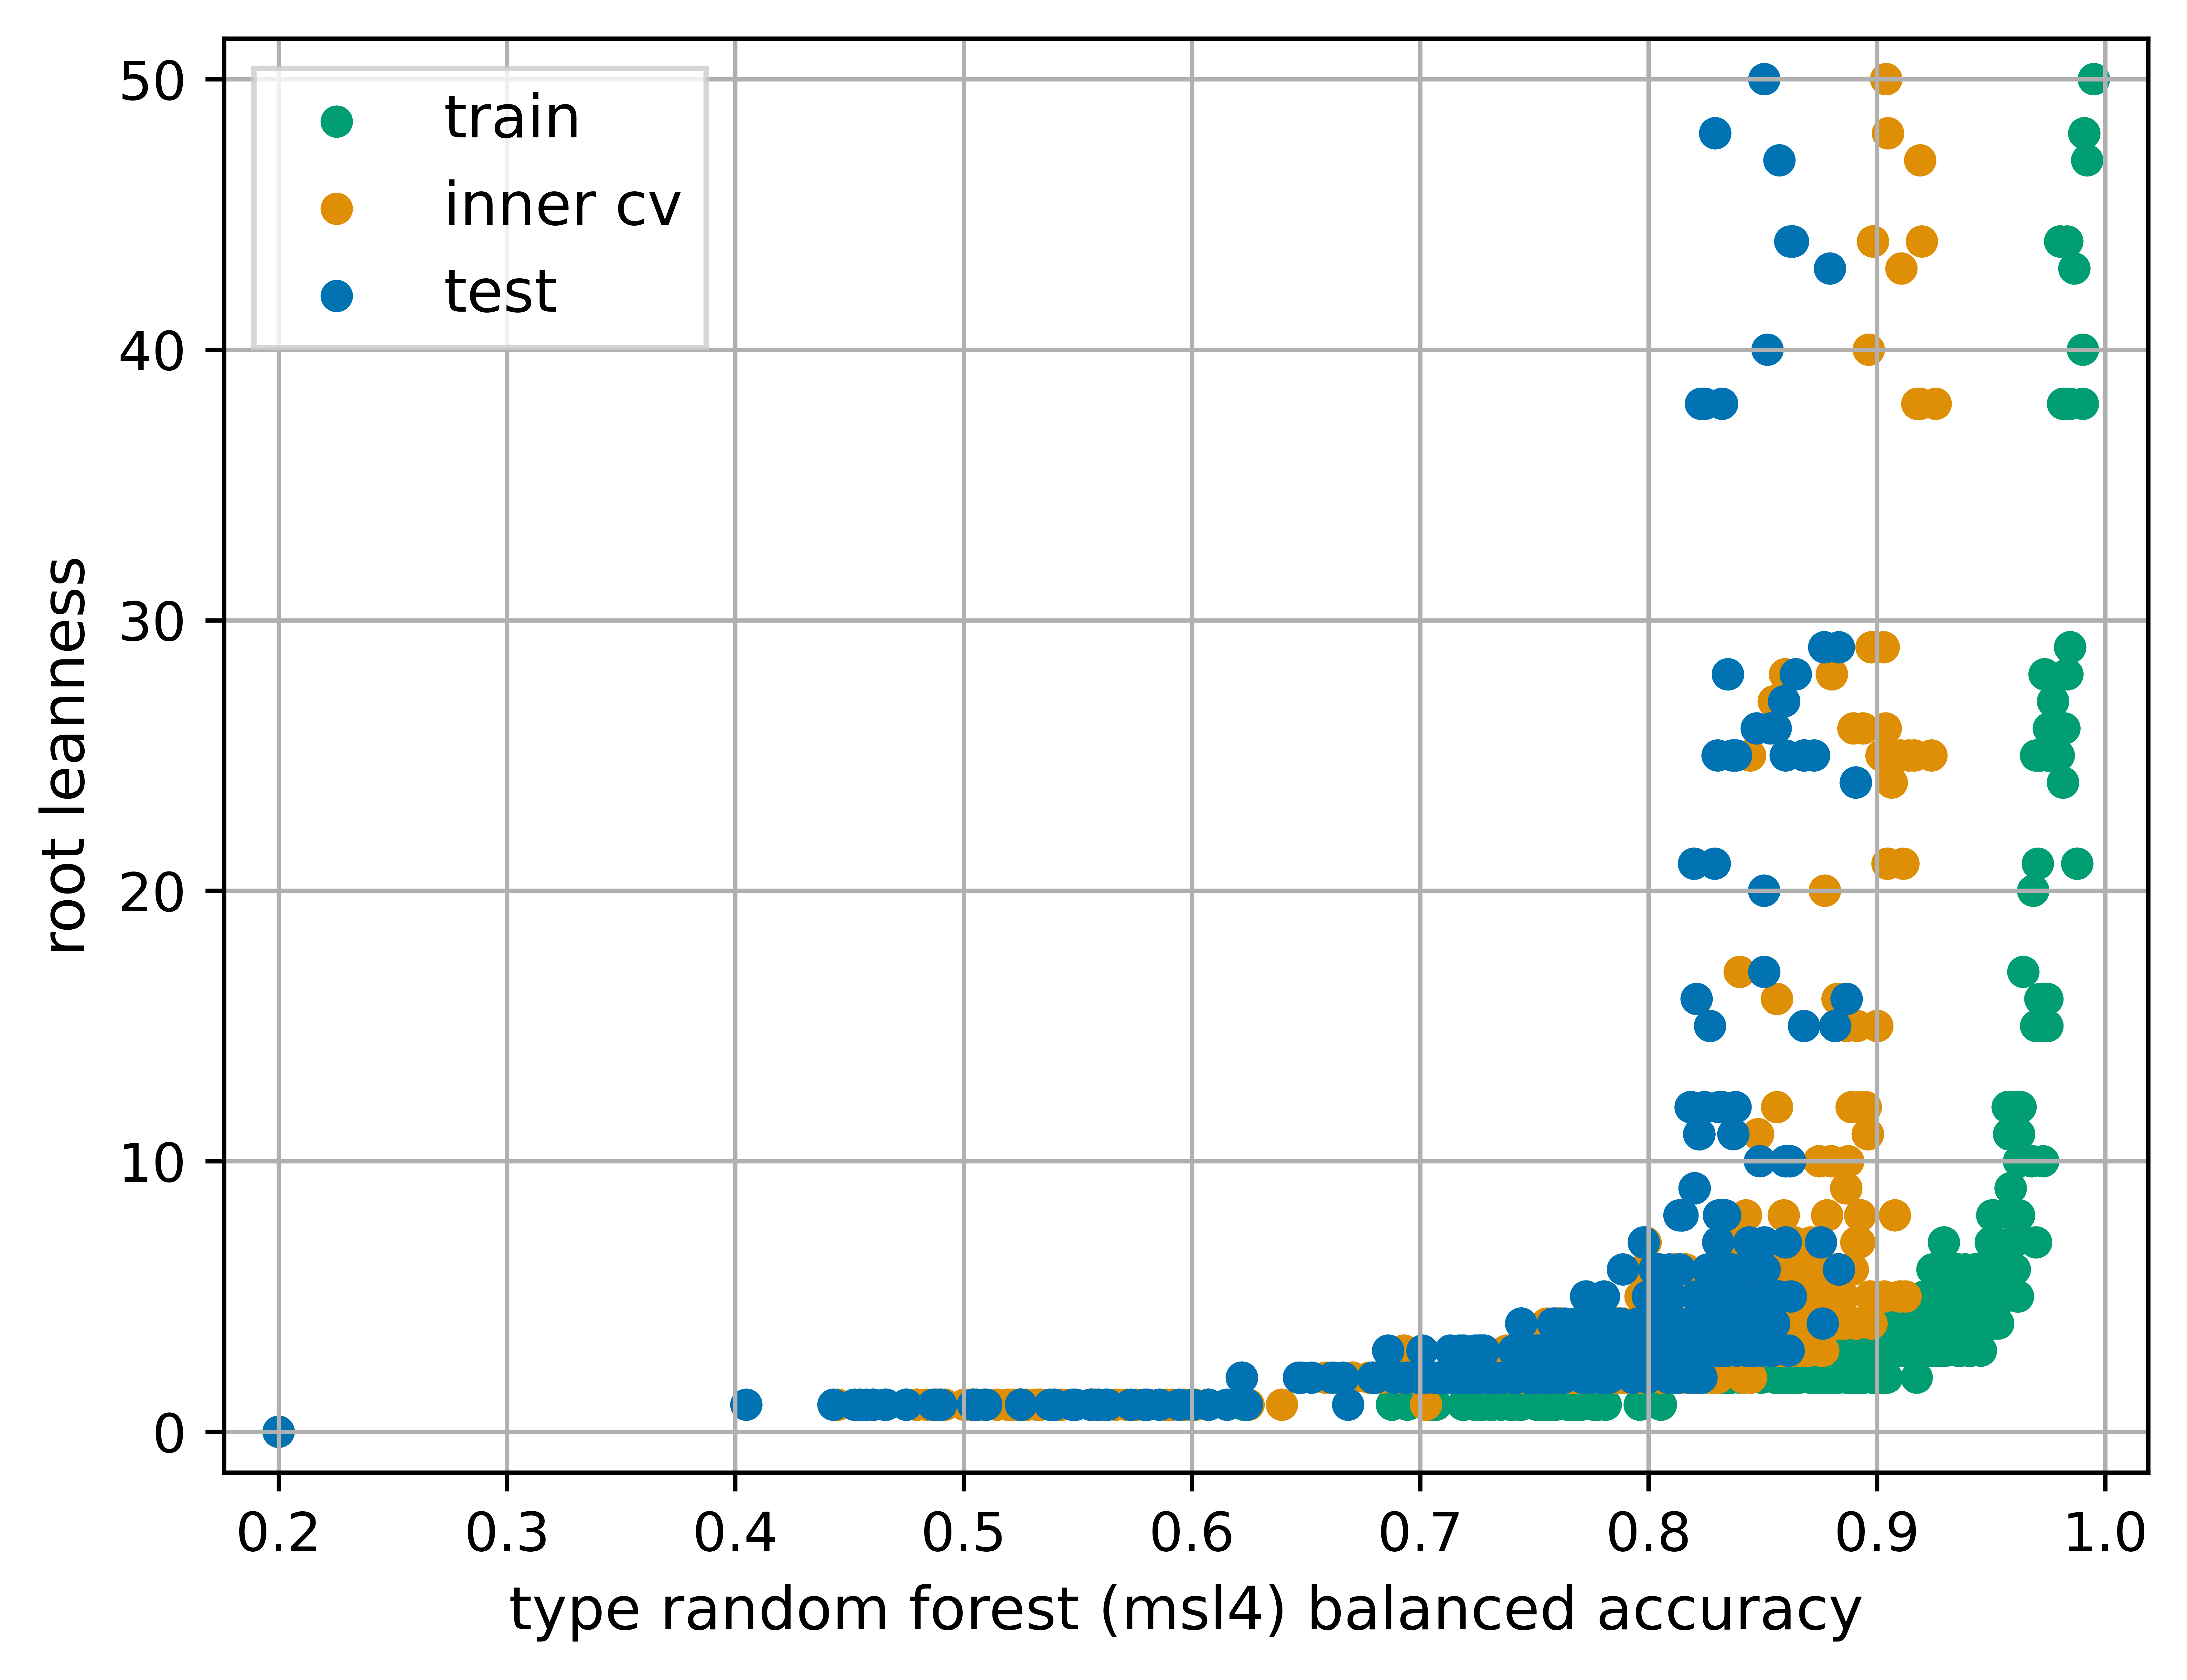 train
inner cv
test
50
40
30
20
10
0
root leanness
0.2 0.3 0.4 0.5 0.6 0.7 0.8 0.9 1.0
type random forest (msl4) balanced accuracy